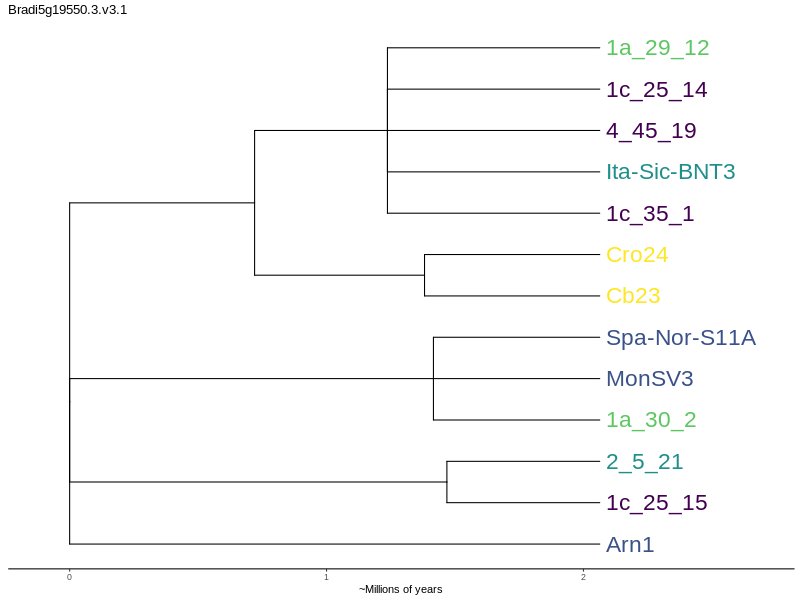 Bradi5g19550.3.v3.1
1a_29_12
1c_25_14
4_45_19
Ita-Sic-BNT3
1c_35_1
Cro24
Cb23
Spa-Nor-S11A
MonSV3
1a_30_2
2_5_21
1c_25_15
Arn1
0 1 2
~Millions of years